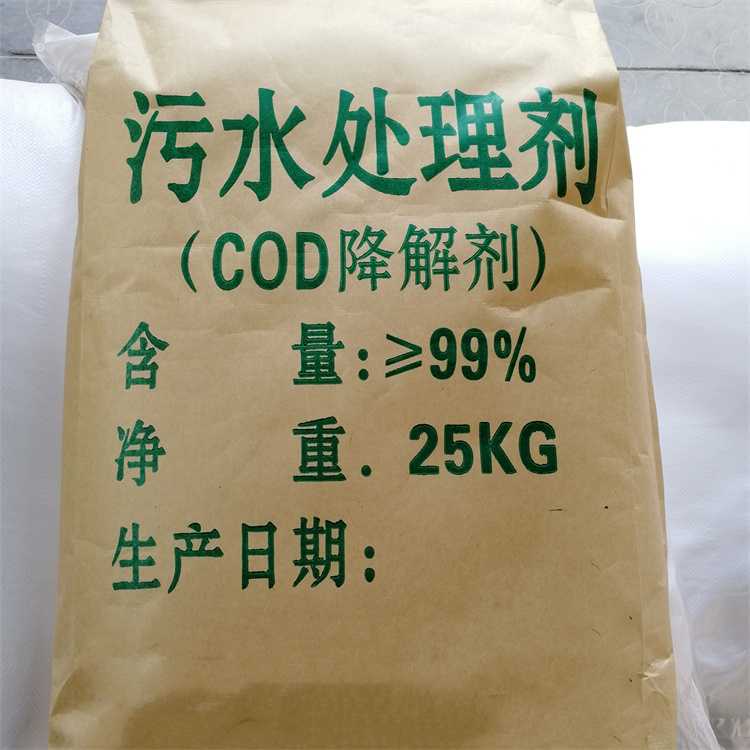 污水处理剂
（COD降解剂）
含 量:≥99%
净 重. 25KG
生产日期: